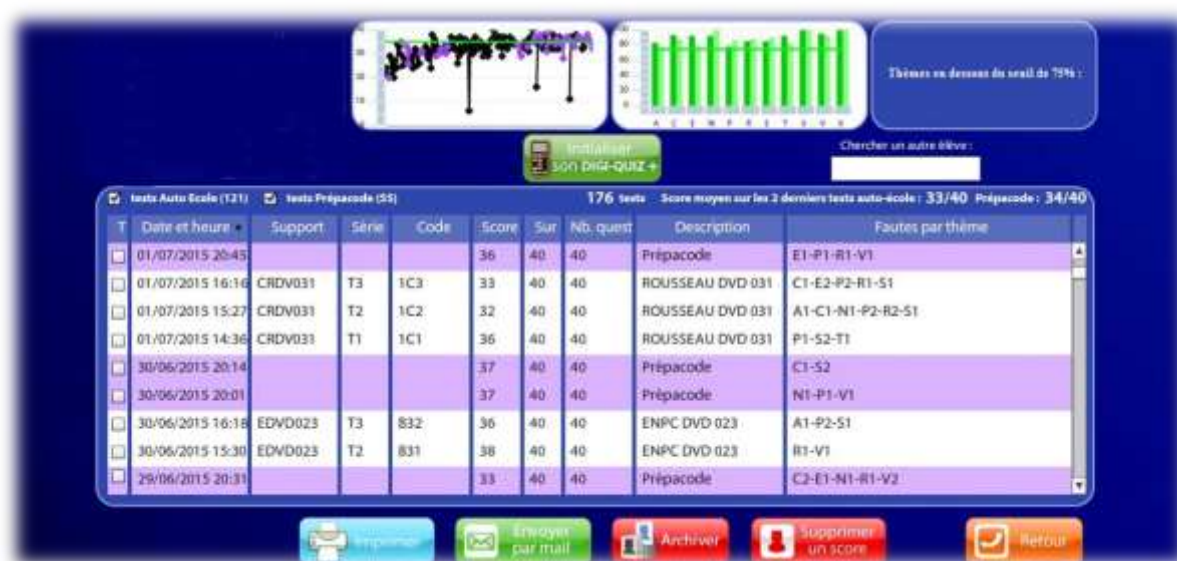 Thèmes en dessous du seuil de 75% :
Initialiser
son DIGI-QUIZ +
Chercher un autre élève :
tests Auto Ecole (121) tests Prépacode (55) 176 tests Score moyen sur les 2 derniers tests auto-école : 33/40 Prépacode : 34/40
T Date et heure Support Série Code Score Sur Nb. quest Description Fautes par thème
01/07/2015 20:45 36 40 40 Prépacode E1-P1-R1-V1
01/07/2015 16:16 CRDV031 T3 1C3 33 40 40 ROUSSEAU DVD 031 C1-E2-P2-R1-S1
01/07/2015 15:27 CRDV031 T2 1C2 32 40 40 ROUSSEAU DVD 031 A1-C1-N1-P2-R2-S1
01/07/2015 14:36 CRDV031 T1 1C1 36 40 40 ROUSSEAU DVD 031 P1-S2-T1
30/06/2015 20:14 37 40 40 Prépacode C1-S2
30/06/2015 20:01 37 40 40 Prépacode N1-P1-V1
30/06/2015 16:18 EDVD023 T3 832 36 40 40 ENPC DVD 023 A1-P2-S1
30/06/2015 15:30 EDVD023 T2 831 38 40 40 ENPC DVD 023 R1-V1
29/06/2015 20:31 33 40 40 Prépacode C2-E1-N1-R1-V2
Imprimer
Envoyer
par mail
Archiver
Supprimer
un score
Retour